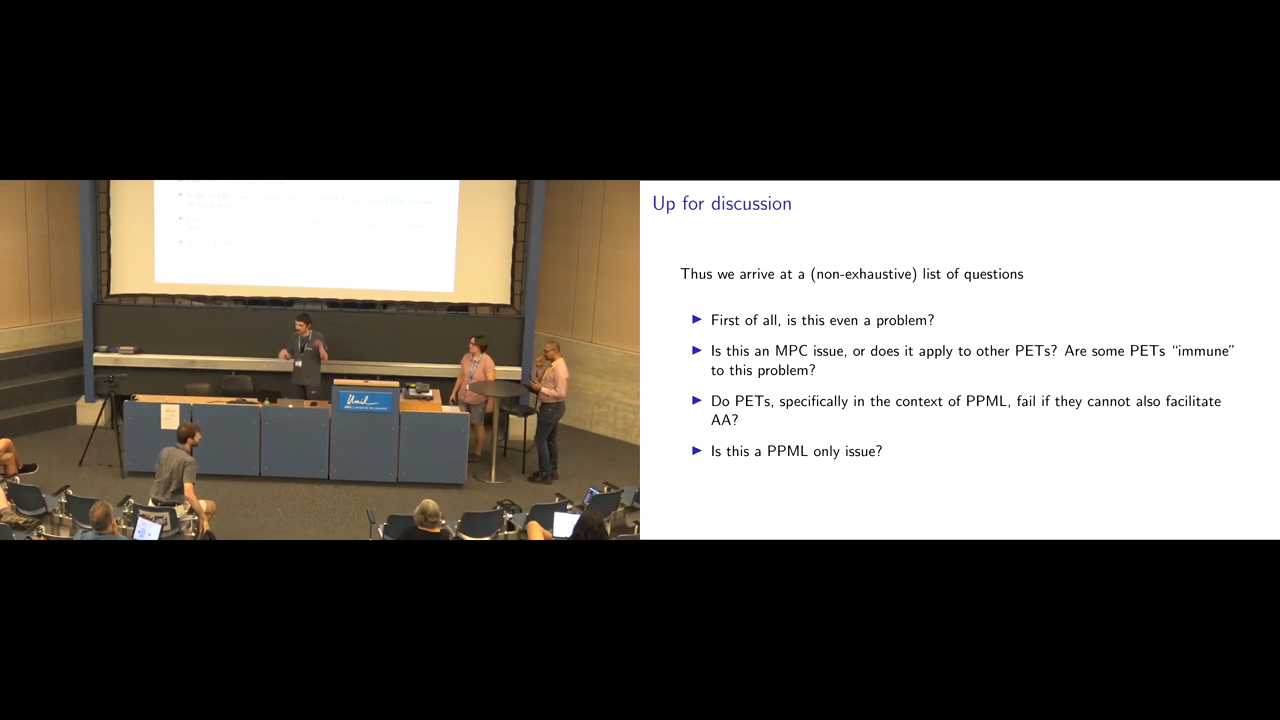 Up for discussion
Thus we arrive at a (non-exhaustive) list of questions
First of all, is this even a problem?
Is this an MPC issue, or does it apply to other PETs? Are some PETs “immune”
to this problem?
Do PETs, specifically in the context of PPML, fail if they cannot also facilitate
AA?
Is this a PPML only issue?
Unil